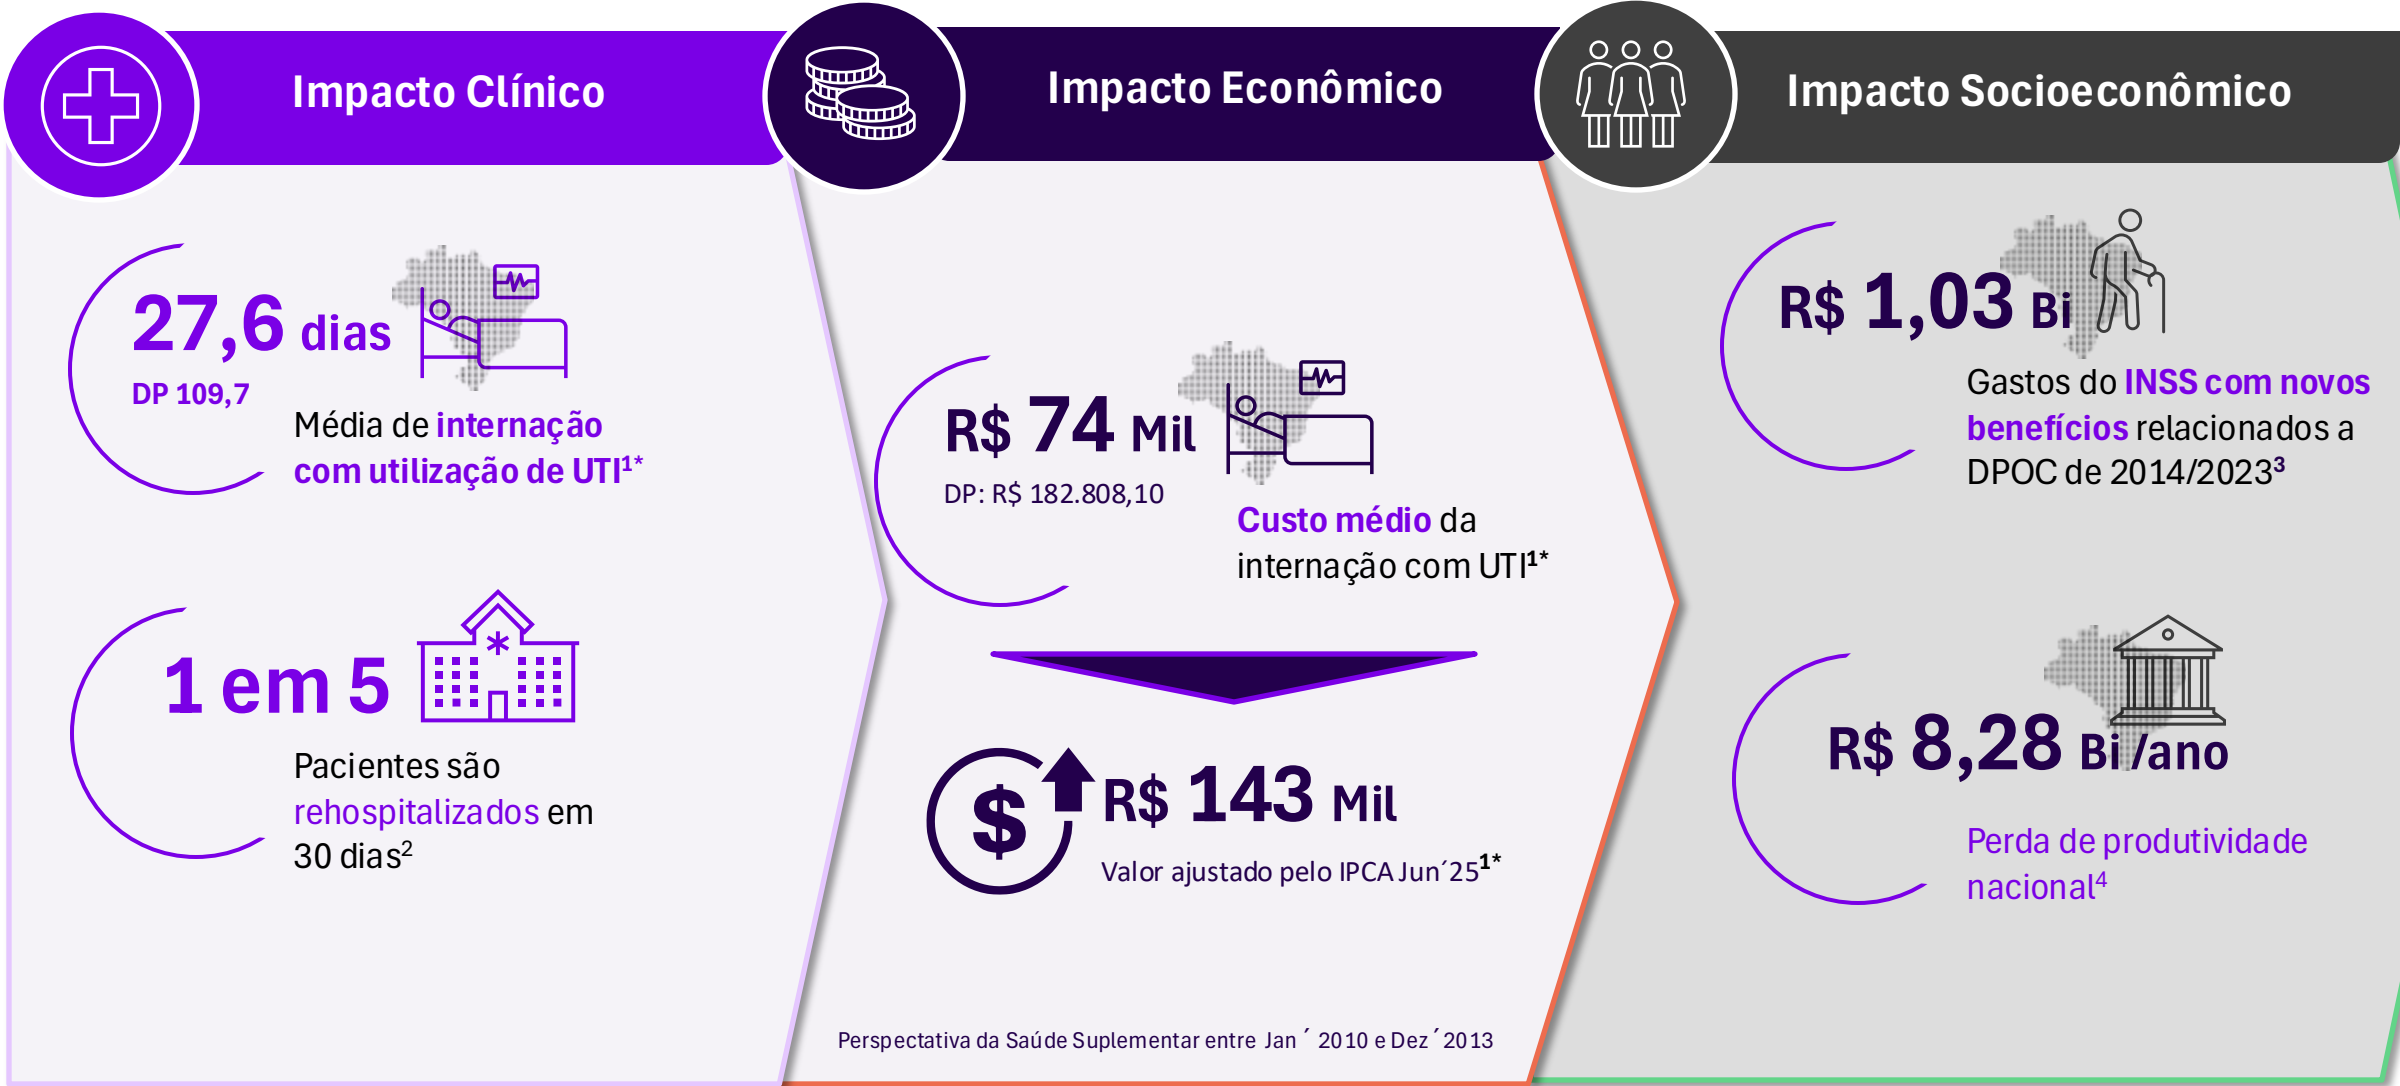 Impacto Clínico
27,6 dias
DP 109,7
Média de internação
com utilização de UTI¹*
1 em 5
Pacientes são
rehospitalizados em
30 dias²
Impacto Econômico
R$ 74 Mil
DP: R$ 182.808,10
Custo médio da
internação com UTI¹*
$
R$ 143 Mil
Valor ajustado pelo IPCA Jun´25¹*
Perspectativa da Saúde Suplementar entre Jan ´ 2010 e Dez ´ 2013
Impacto Socioeconômico
R$ 1,03 Bi
Gastos do INSS com novos
benefícios relacionados a
DPOC de 2014/2023³
R$ 8,28 Bi/ano
Perda de produtividade
nacional⁴